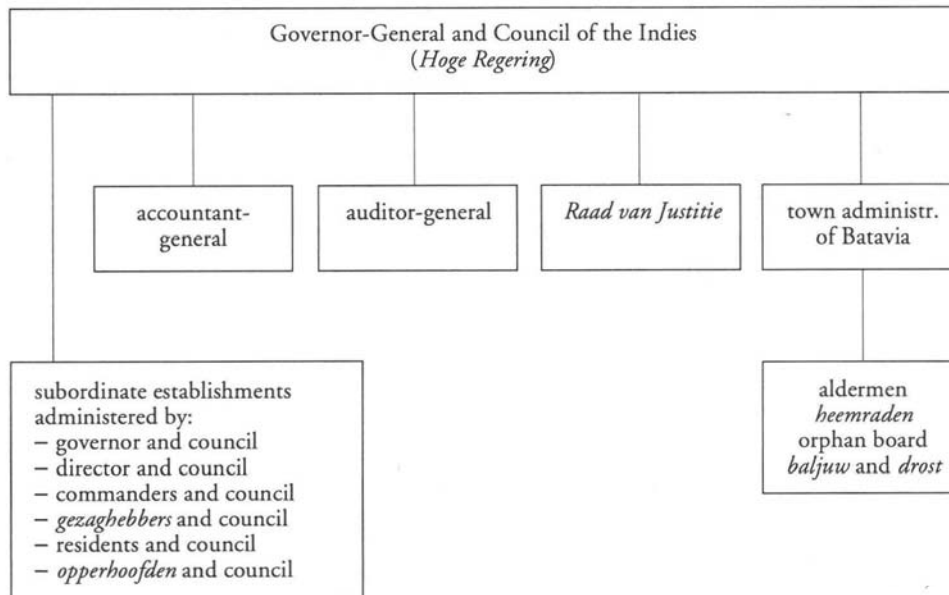 Governor-General and Council of the Indies
(Hoge Regering)
accountant-
general
auditor-general
Raad van Justitie
town administr.
of Batavia
subordinate establishments
administered by:
– governor and council
– director and council
– commanders and council
– gezaghebbers and council
– residents and council
– opperhoofden and council
aldermen
heemraden
orphan board
baljuw and drost